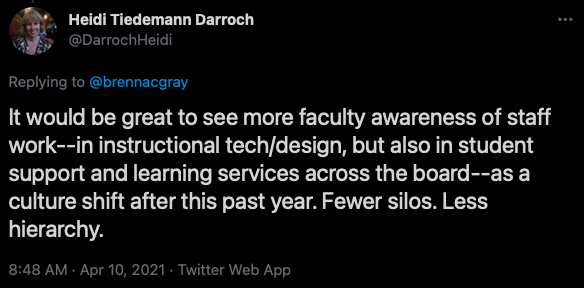 Heidi Tiedemann Darroch
@DarrochHeidi
Replying to @brennacgray
It would be great to see more faculty awareness of staff
work--in instructional tech/design, but also in student
support and learning services across the board--as a
culture shift after this past year. Fewer silos. Less
hierarchy.
8:48 AM · Apr 10, 2021 · Twitter Web App